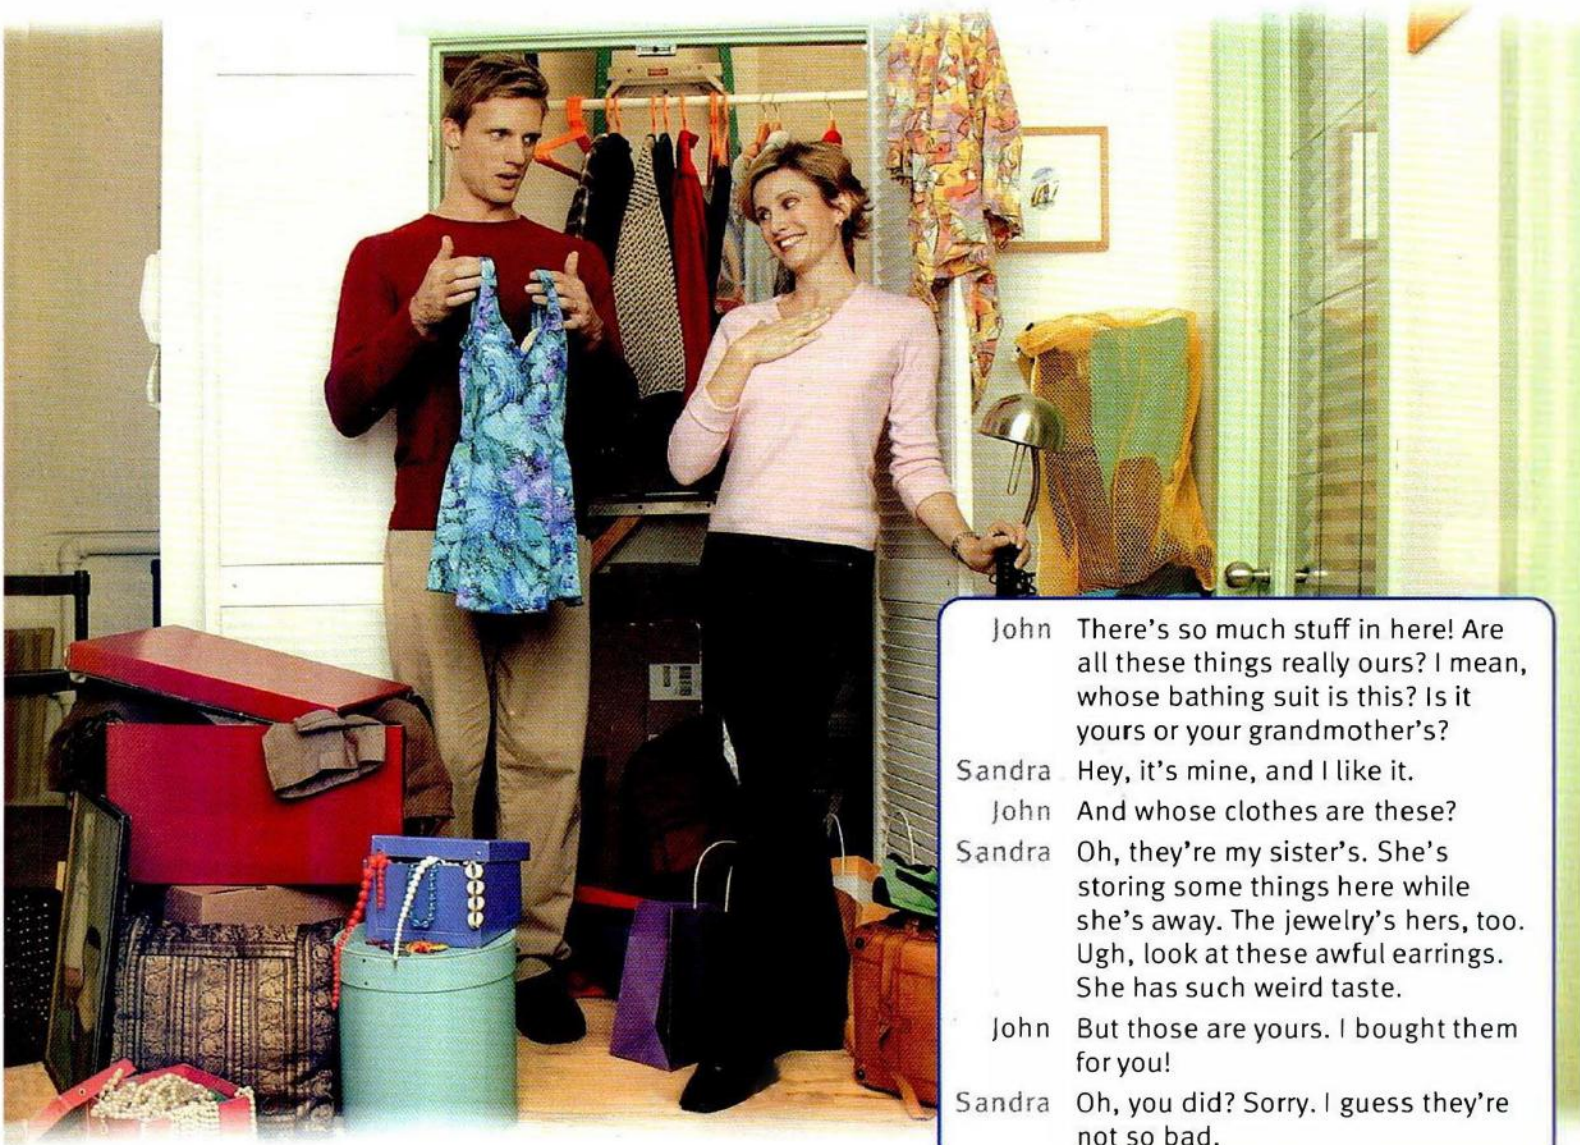 John There's so much stuff in here! Are
all these things really ours? I mean,
whose bathing suit is this? Is it
yours or your grandmother's?
Sandra Hey, it's mine, and I like it.
John And whose clothes are these?
Sandra Oh, they're my sister's. She's
storing some things here while
she's away. The jewelry's hers, too.
Ugh, look at these awful earrings.
She has such weird taste.
John But those are yours. I bought them
for you!
Sandra Oh, you did? Sorry. I guess they're
not so bad.